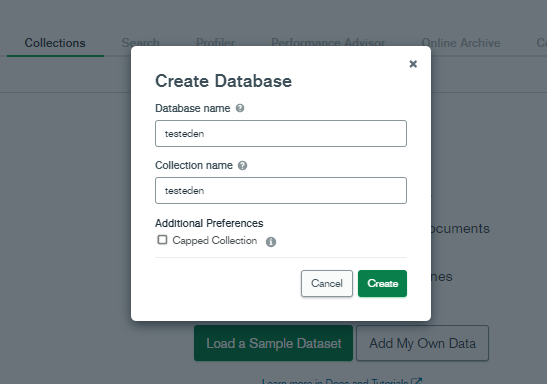 Collections Search Profiler Performance Advisor Online Archive
Create Database
Database name
testeden
Collection name
testeden
Additional Preferences
Capped Collection
ocuments
nes
Cancel Create
Load a Sample Dataset Add My Own Data
Learn more in Docs and Tutorials